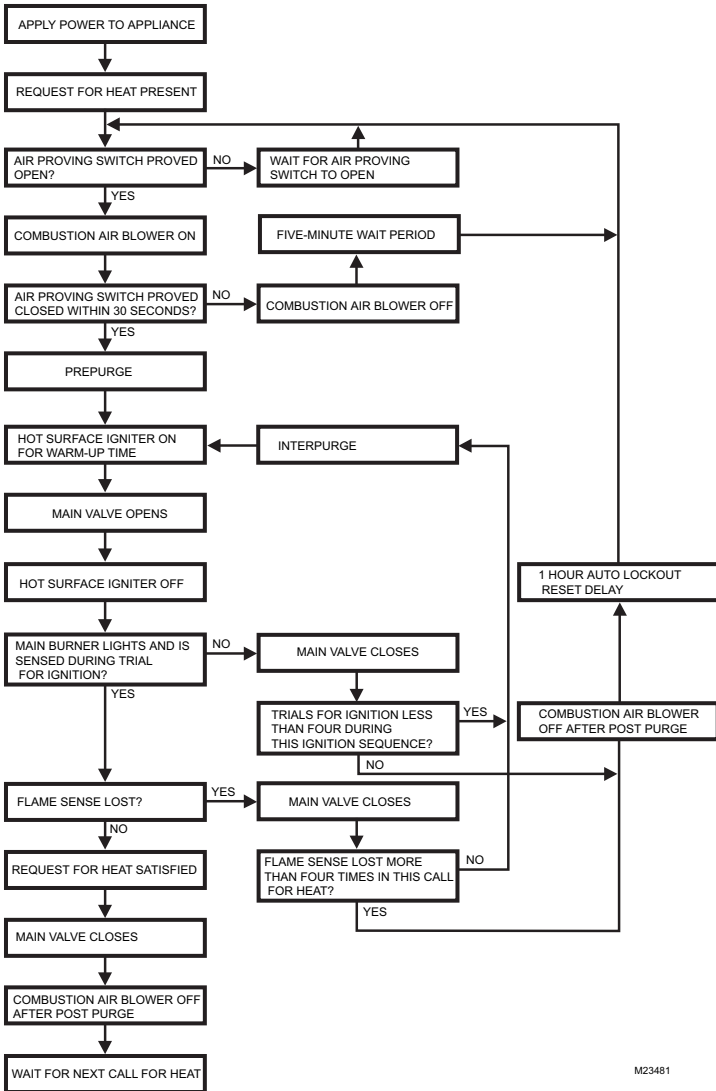 APPLY POWER TO APPLIANCE
REQUEST FOR HEAT PRESENT
AIR PROVING SWITCH PROVED
OPEN?
NO
WAIT FOR AIR PROVING
SWITCH TO OPEN
YES
COMBUSTION AIR BLOWER ON
FIVE-MINUTE WAIT PERIOD
AIR PROVING SWITCH PROVED
CLOSED WITHIN 30 SECONDS?
NO
COMBUSTION AIR BLOWER OFF
YES
PREPURGE
HOT SURFACE IGNITER ON
FOR WARM-UP TIME
INTERPURGE
MAIN VALVE OPENS
HOT SURFACE IGNITER OFF
1 HOUR AUTO LOCKOUT
RESET DELAY
MAIN BURNER LIGHTS AND IS
SENSED DURING TRIAL
FOR IGNITION?
NO
MAIN VALVE CLOSES
YES
TRIALS FOR IGNITION LESS
THAN FOUR DURING
THIS IGNITION SEQUENCE?
YES
COMBUSTION AIR BLOWER
OFF AFTER POST PURGE
NO
FLAME SENSE LOST?
YES
MAIN VALVE CLOSES
NO
REQUEST FOR HEAT SATISFIED
FLAME SENSE LOST MORE
THAN FOUR TIMES IN THIS CALL
FOR HEAT?
NO
YES
MAIN VALVE CLOSES
COMBUSTION AIR BLOWER OFF
AFTER POST PURGE
WAIT FOR NEXT CALL FOR HEAT
M23481